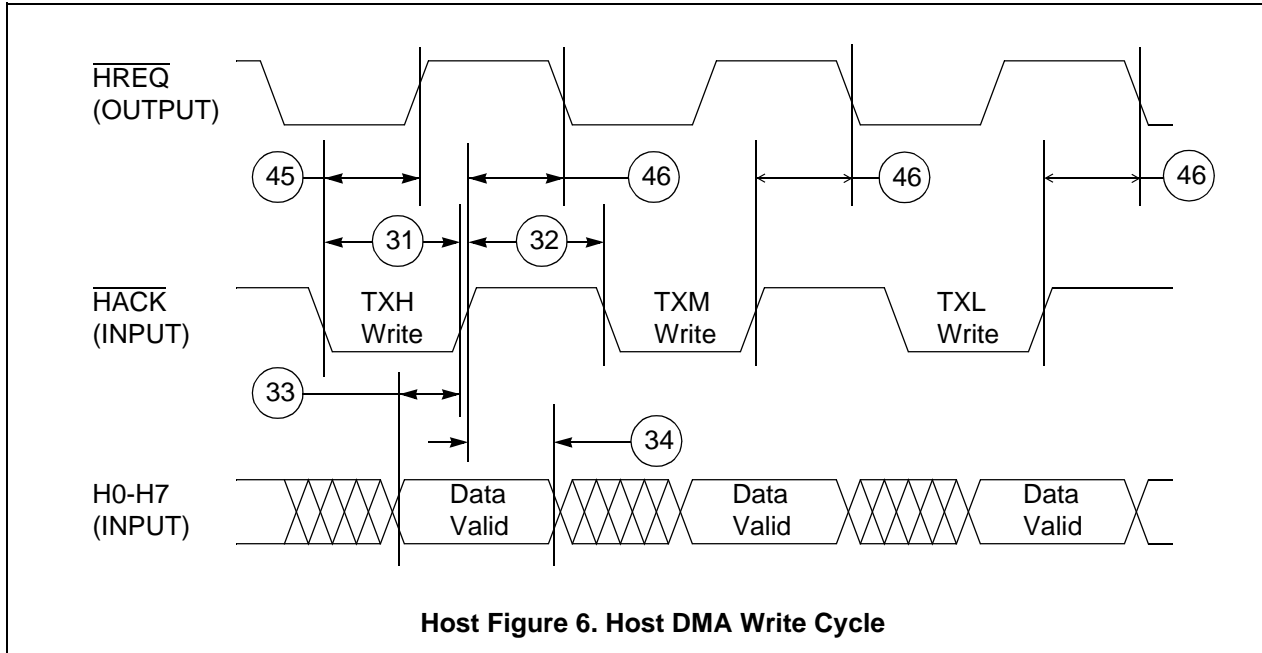 HREQ
(OUTPUT)
45
46
46
46
31
32
HACK
(INPUT)
TXH
Write
TXM
Write
TXL
Write
33
34
H0-H7
(INPUT)
Data
Valid
Data
Valid
Data
Valid
Host Figure 6. Host DMA Write Cycle